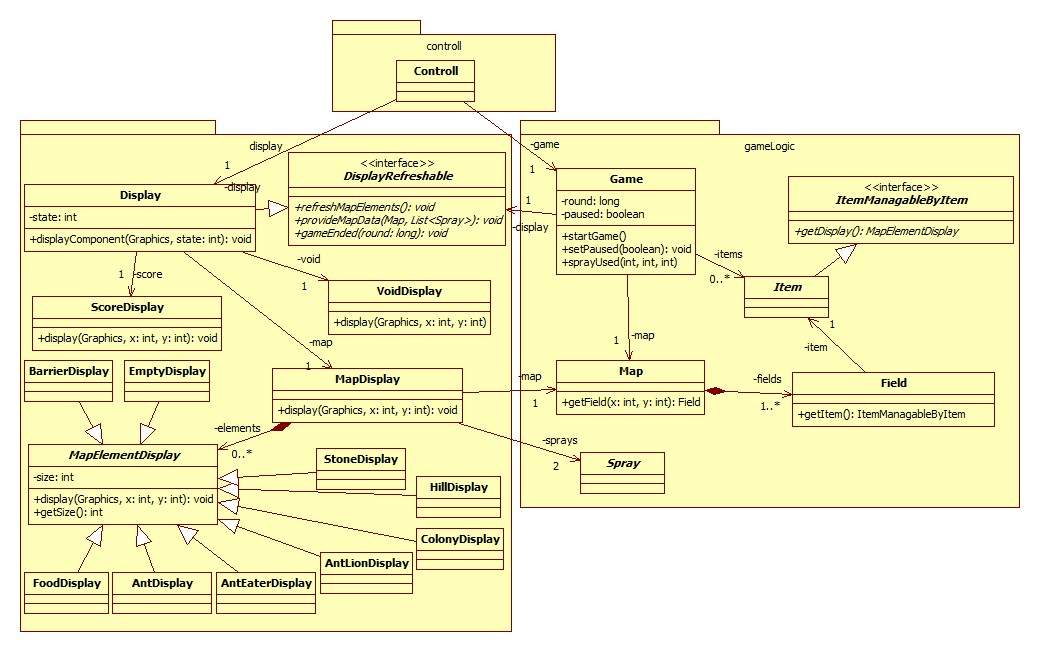 controll
Controll
display
1
-game
1
gameLogic
Display
-state: int
+displayComponent(Graphics, state: int): void
-display
<<interface>>
DisplayRefreshable
+refreshMapElements(): void
+provideMapData(Map, List<Spray>): void
+gameEnded(round: long): void
1
-display
Game
-round: long
-paused: boolean
+startGame()
+setPaused(boolean): void
+sprayUsed(int, int, int)
<<interface>>
ItemManagableByItem
+getDisplay(): MapElementDisplay
-items
0..*
Item
1
-score
-void
1
ScoreDisplay
+display(Graphics, x: int, y: int): void
VoidDisplay
+display(Graphics, x: int, y: int)
-map
1
-map
1
1
-item
BarrierDisplay
EmptyDisplay
MapDisplay
+display(Graphics, x: int, y: int): void
-map
1
Map
+getField(x: int, y: int): Field
-fields
1..*
Field
+getItem(): ItemManagableByItem
-elements
0..*
-sprays
2
Spray
MapElementDisplay
-size: int
+display(Graphics, x: int, y: int): void
+getSize(): int
StoneDisplay
HillDisplay
ColonyDisplay
AntLionDisplay
FoodDisplay
AntDisplay
AntEaterDisplay